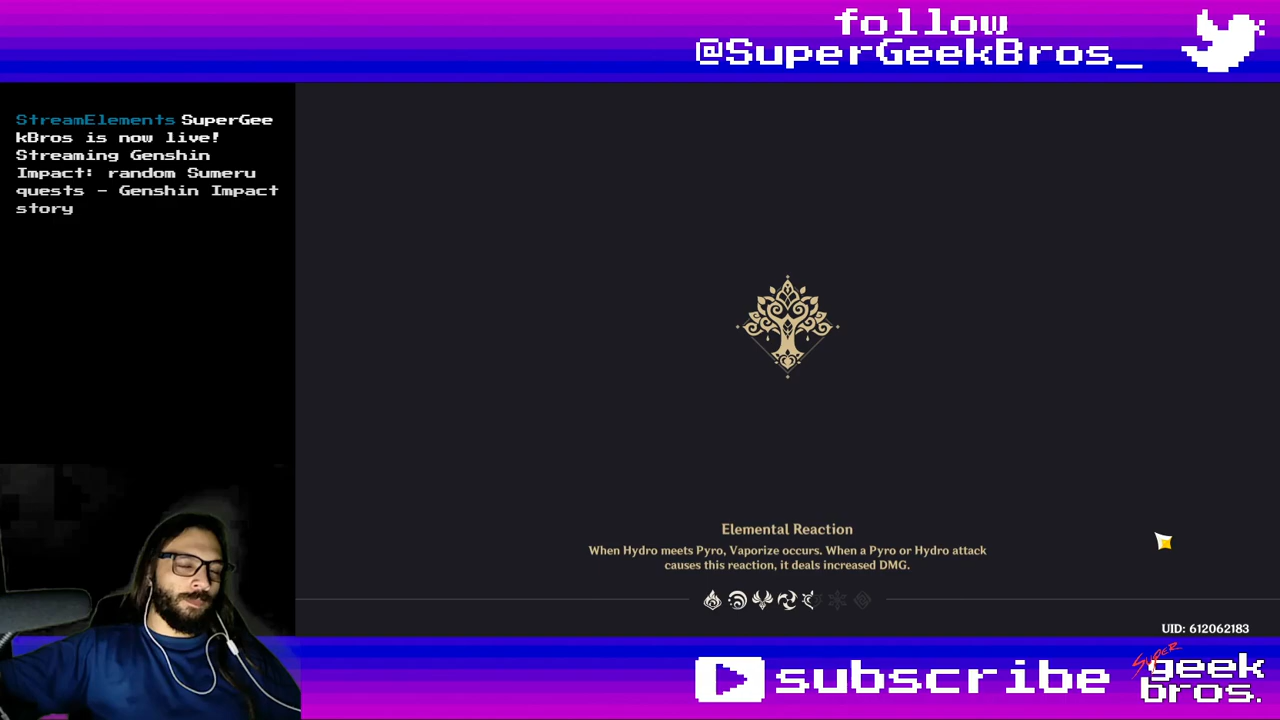 follow
@SuperGeekBros_
StreamElements SuperGee
kBros is now live!
Streaming Genshin
Impact: random Sumeru
quests - Genshin Impact
story
Elemental Reaction
When Hydro meets Pyro, Vaporize occurs. When a Pyro or Hydro attack
causes this reaction, it deals increased DMG.
UID: 612062183
subscribe
SUPER
geek
bros.